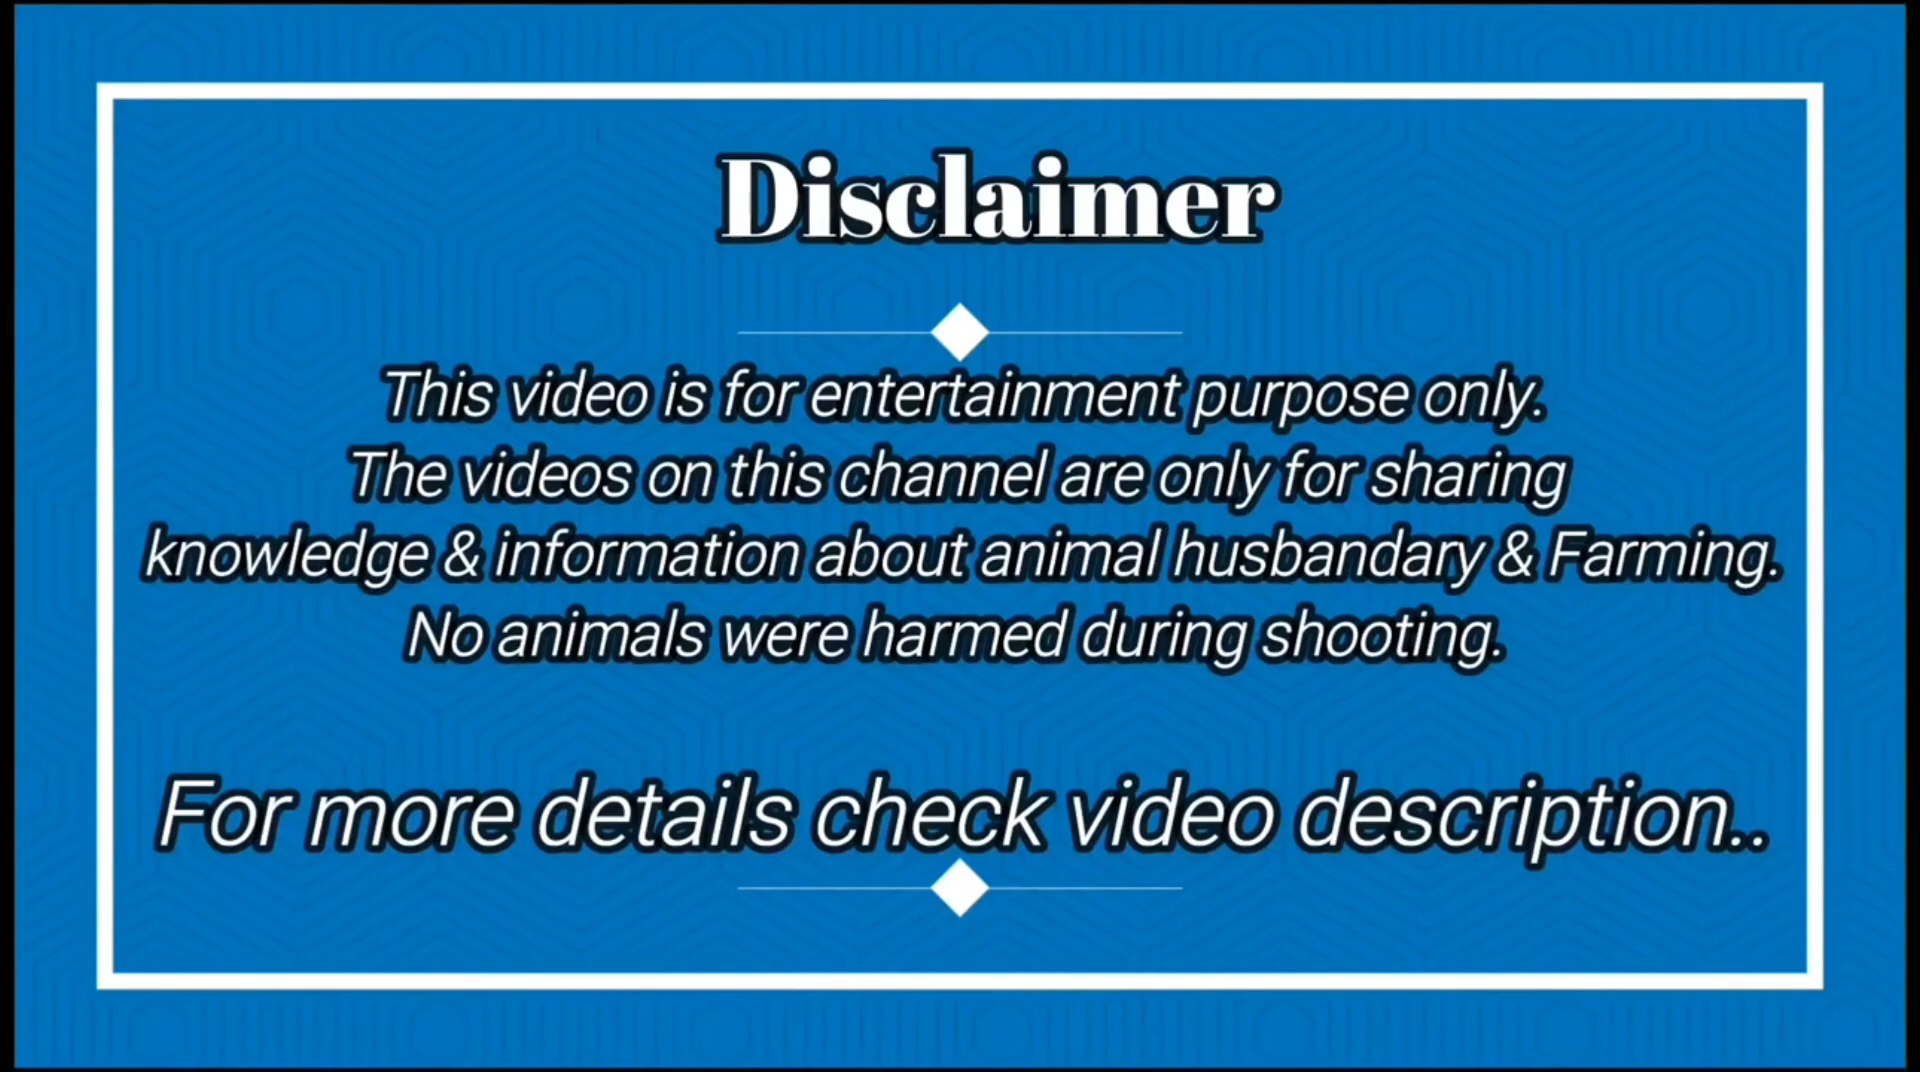 Disclaimer
This video is for entertainment purpose only.
The videos on this channel are only for sharing
knowledge & information about animal husbandary & Farming.
No animals were harmed during shooting.
For more details check video description..